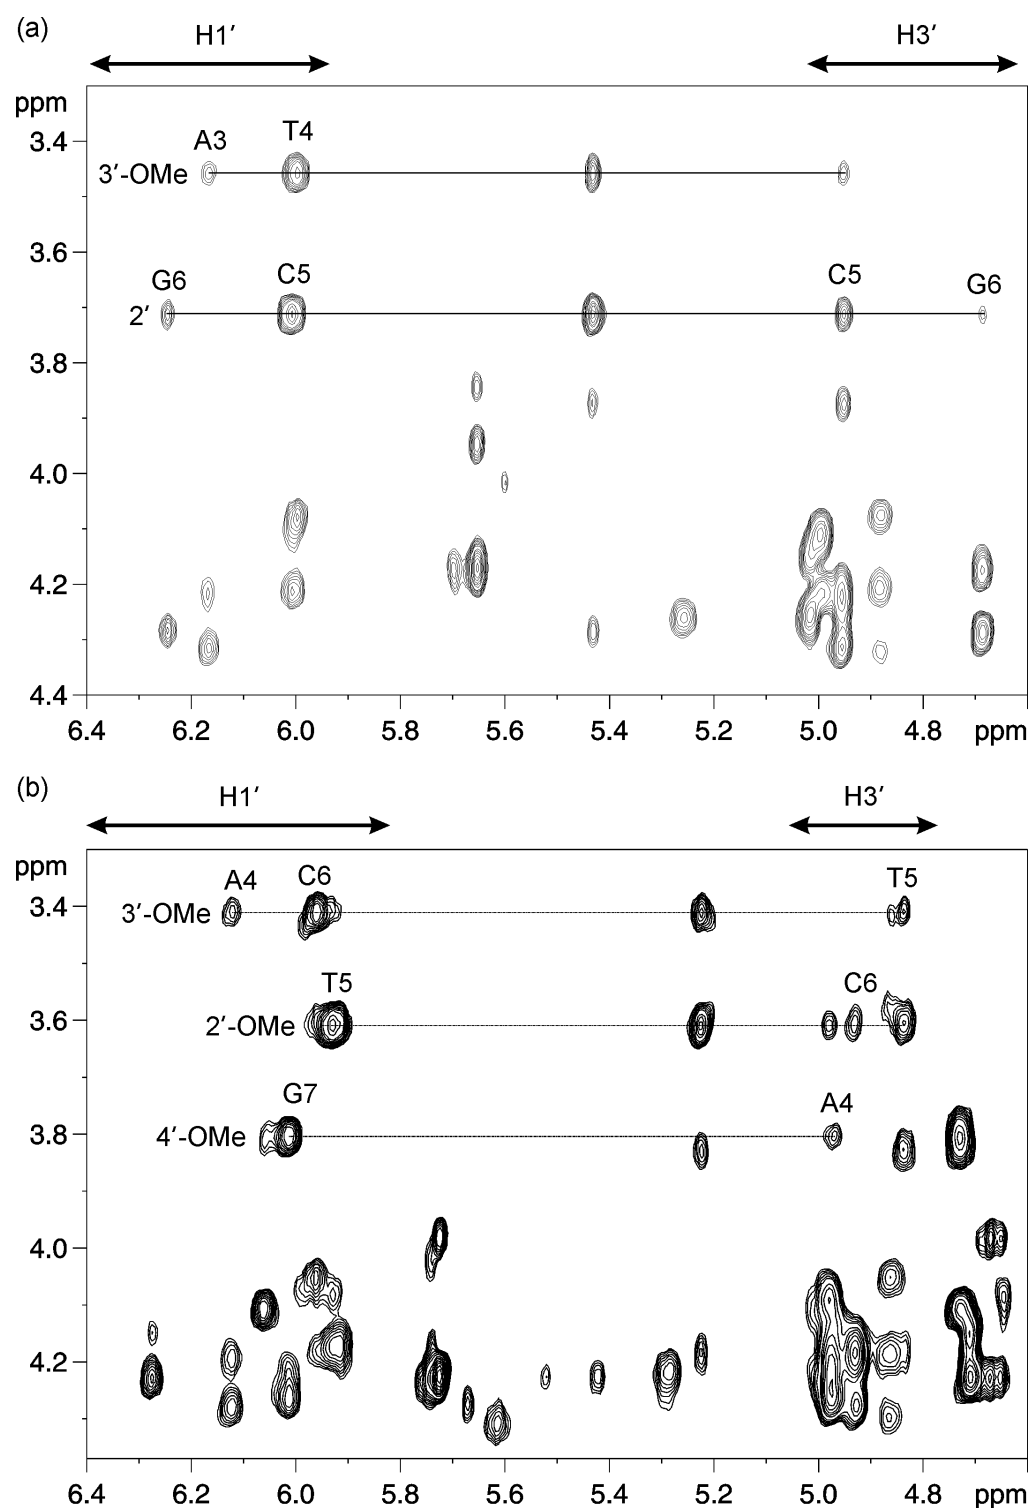 (a)
H1′ H3′
ppm
A3 T4
3.4
3′-OMe
3.6
G6 C5 C5 G6
2′
3.8
4.0
4.2
4.4
6.4 6.2 6.0 5.8 5.6 5.4 5.2 5.0 4.8 ppm
(b)
H1′ H3′
ppm
A4 C6 T5
3.4 3′-OMe
T5 C6
3.6 2′-OMe
G7 A4
3.8 4′-OMe
4.0
4.2
6.4 6.2 6.0 5.8 5.6 5.4 5.2 5.0 4.8 ppm